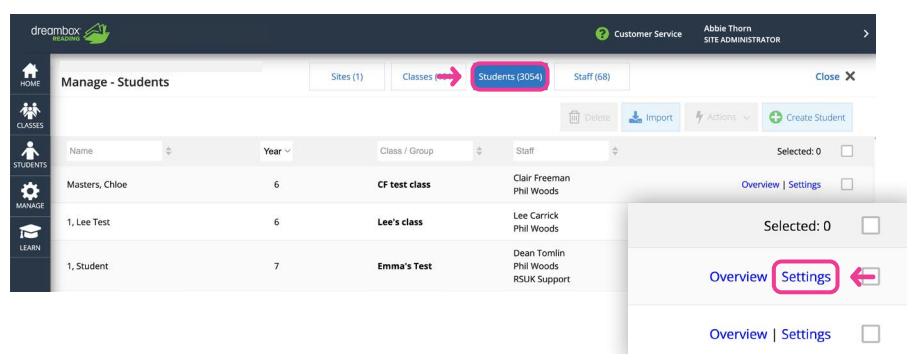 dreambox
READING
Customer Service
Abbie Thorn
SITE ADMINISTRATOR
HOME
Manage - Students
Sites (1)
Classes
Students (3054)
Staff (68)
Close X
CLASSES
Delete
Import
Actions
Create Student
STUDENTS
Name
Year
Class / Group
Staff
Selected: 0
MANAGE
Masters, Chloe
6
CF test class
Clair Freeman
Phil Woods
Overview | Settings
LEARN
1, Lee Test
6
Lee's class
Lee Carrick
Phil Woods
1, Student
7
Emma's Test
Dean Tomlin
Phil Woods
RSUK Support
Selected: 0
Overview Settings
Overview | Settings